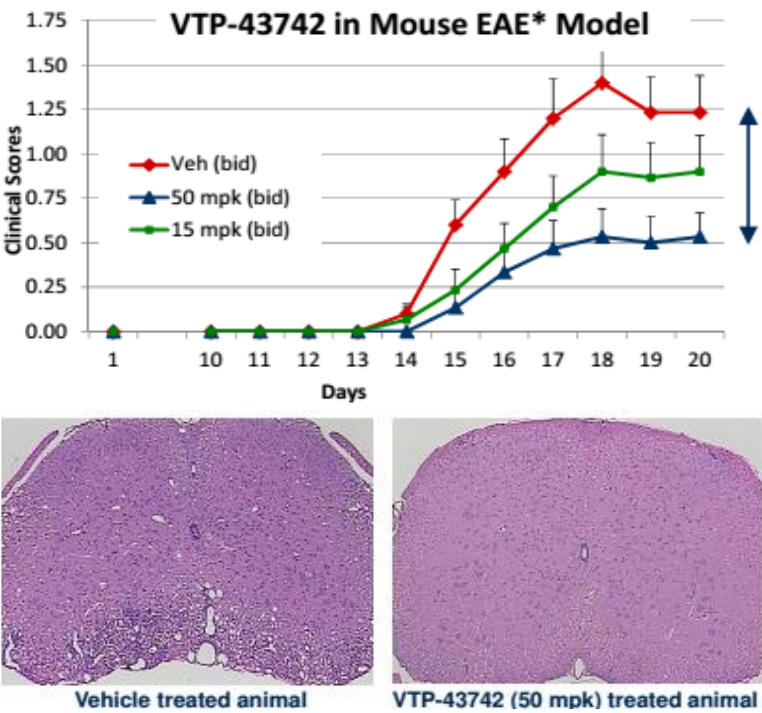 VTP-43742 in Mouse EAE* Model
1.75
1.50
1.25
1.00
0.75
0.50
0.25
0.00
Clinical Scores
Veh (bid)
50 mpk (bid)
15 mpk (bid)
1 10 11 12 13 14 15 16 17 18 19 20
Days
Vehicle treated animal
VTP-43742 (50 mpk) treated animal